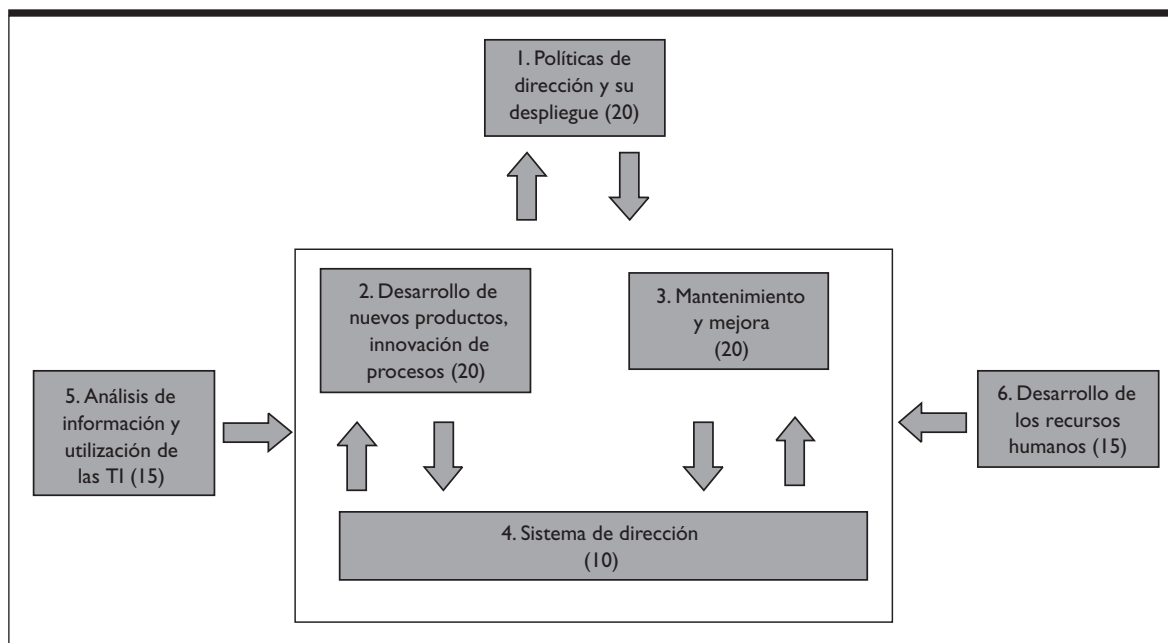 1. Políticas de
dirección y su
despliegue (20)
2. Desarrollo de
nuevos productos,
innovación de
procesos (20)
3. Mantenimiento
y mejora
(20)
5. Análisis de
información y
utilización de
las TI (15)
6. Desarrollo de
los recursos
humanos (15)
4. Sistema de dirección
(10)